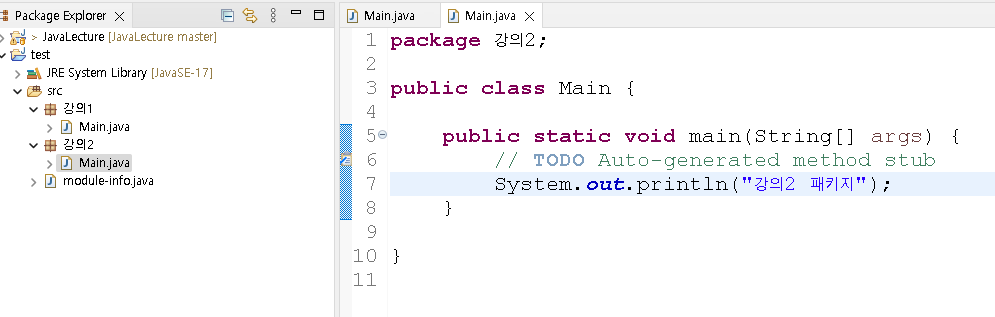 Package Explorer
> JavaLecture [JavaLecture master]
test
JRE System Library [JavaSE-17]
src
강의1
Main.java
강의2
Main.java
module-info.java
Main.java
Main.java
1 package 강의2;
2
3 public class Main {
4
5 public static void main(String[] args) {
6 // TODO Auto-generated method stub
7 System.out.println("강의2 패키지");
8 }
9
10 }
11